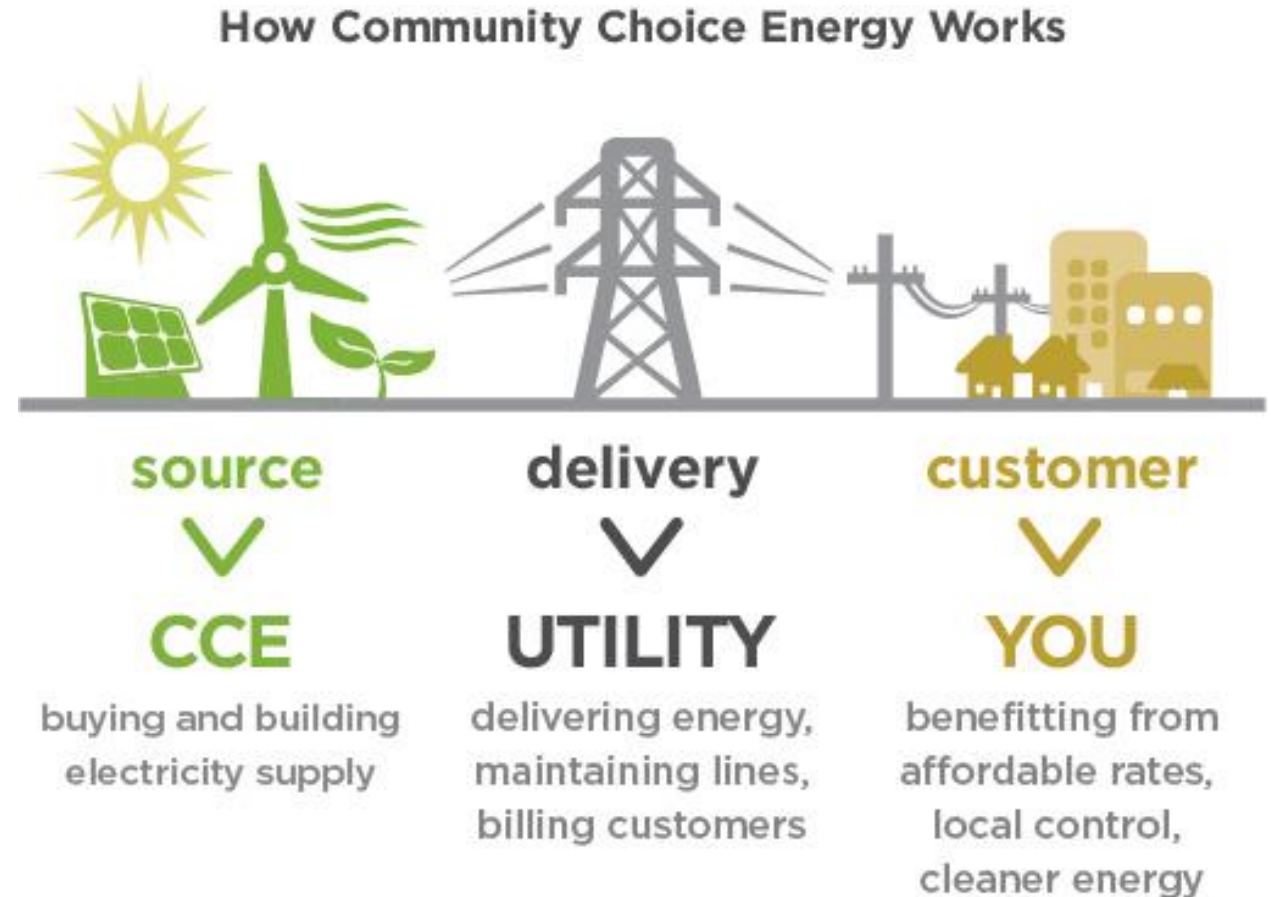 How Community Choice Energy Works
source
CCE
buying and building
electricity supply
delivery
UTILITY
delivering energy,
maintaining lines,
billing customers
customer
YOU
benefitting from
affordable rates,
local control,
cleaner energy